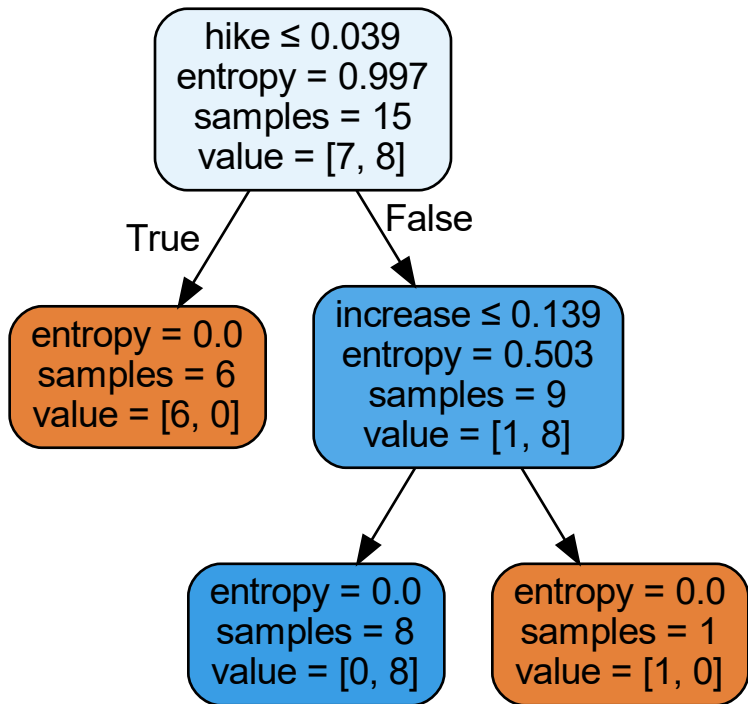 hike ≤ 0.039
entropy = 0.997
samples = 15
value = [7, 8]
True
False
entropy = 0.0
samples = 6
value = [6, 0]
increase ≤ 0.139
entropy = 0.503
samples = 9
value = [1, 8]
entropy = 0.0
samples = 8
value = [0, 8]
entropy = 0.0
samples = 1
value = [1, 0]